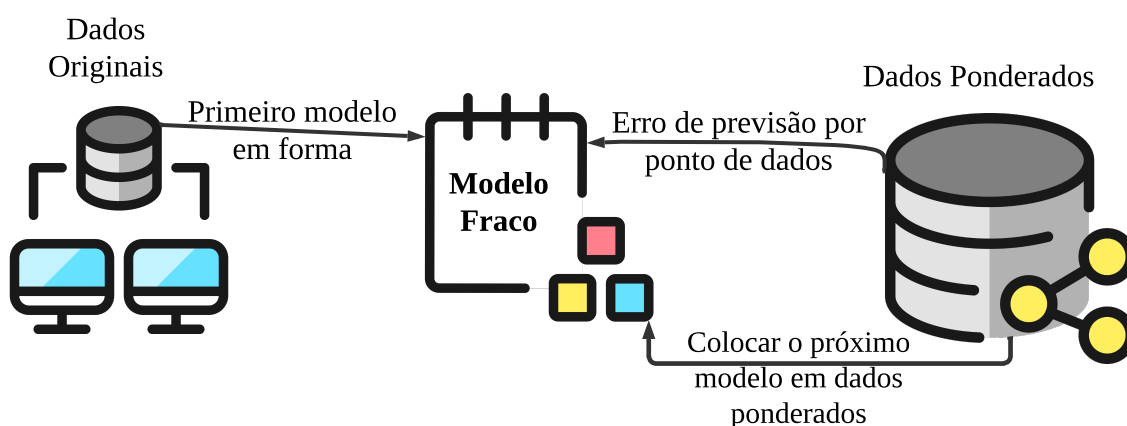 Dados
Originais
Primeiro modelo
em forma
Modelo
Fraco
Erro de previsão por
ponto de dados
Dados Ponderados
Colocar o próximo
modelo em dados
ponderados